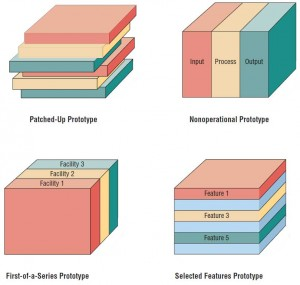 Input
Process
Output
Patched-Up Prototype
Nonoperational Prototype
Facility 3
Facility 2
Facility 1
Feature 1
Feature 3
Feature 5
First-of-a-Series Prototype
Selected Features Prototype